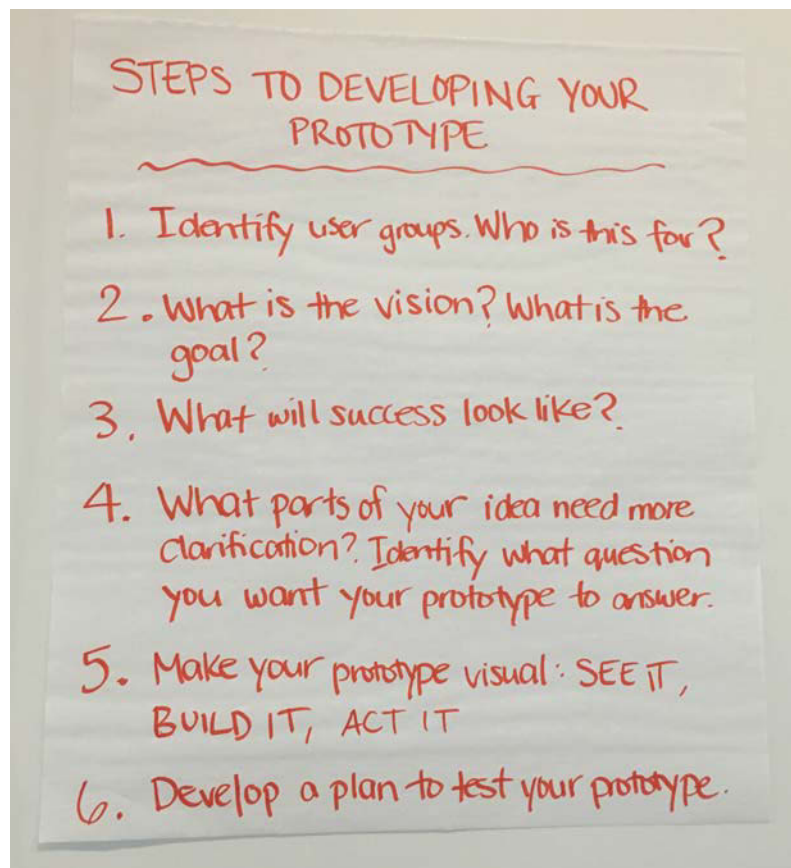 STEPS TO DEVELOPING YOUR
PROTOTYPE
1. Identify user groups. Who is this for?
2. What is the vision? What is the
goal?
3. What will success look like?
4. What parts of your idea need more
clarification? Identify what question
you want your prototype to answer.
5. Make your prototype visual: SEE IT,
BUILD IT, ACT IT
6. Develop a plan to test your prototype.